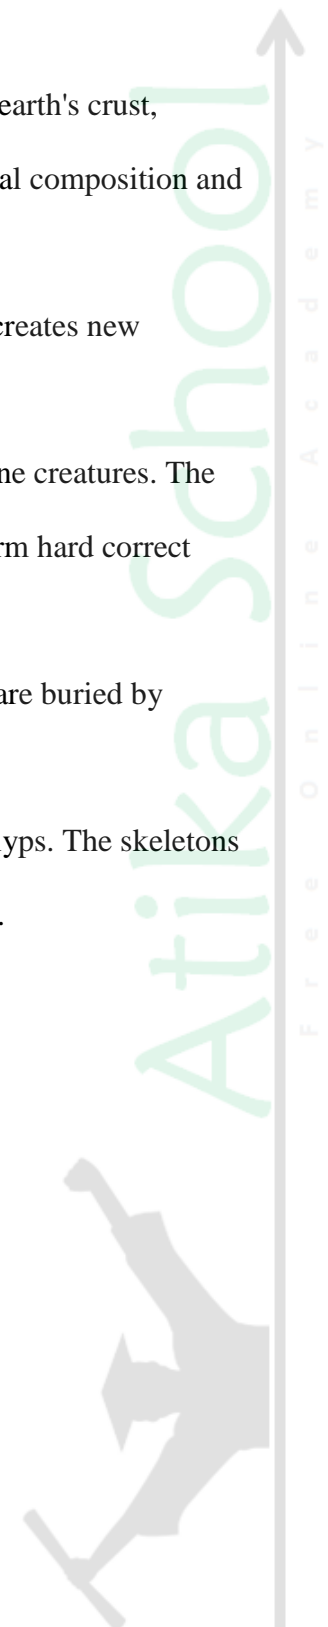 earth's crust,
al composition and
creates new
ne creatures. The
rm hard correct
are buried by
lyps. The skeletons
.
Atika School
Free Online Academy